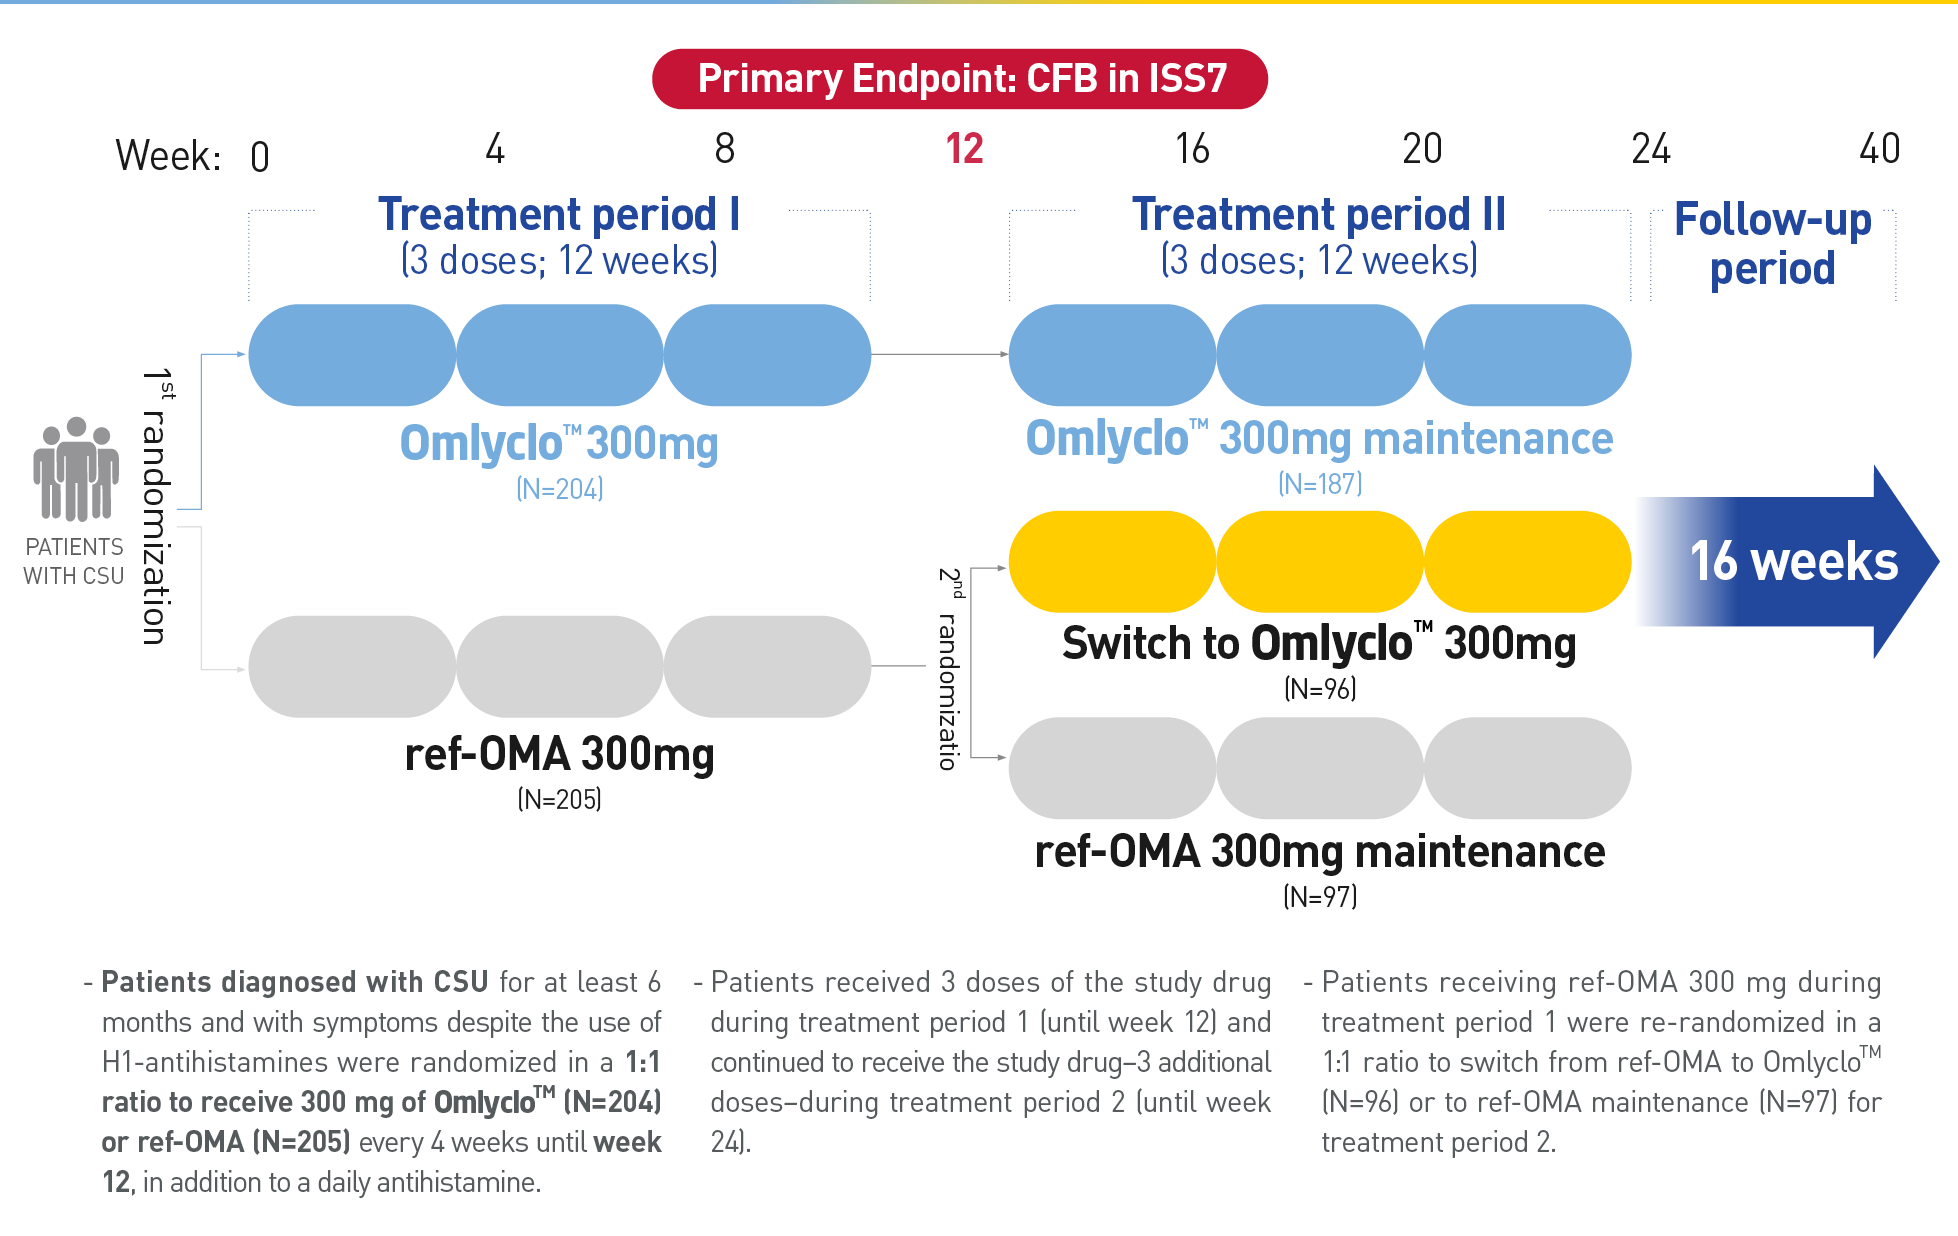 Primary Endpoint: CFB in ISS7
Week: 0 4 8 12 16 20 24 40
Treatment period I
(3 doses; 12 weeks)
Treatment period II
(3 doses; 12 weeks)
Follow-up
period
PATIENTS
WITH CSU
1st randomization
Omlyclo™ 300mg
(N=204)
ref-OMA 300mg
(N=205)
2nd randomizatio
Omlyclo™ 300mg maintenance
(N=187)
Switch to Omlyclo™ 300mg
(N=96)
ref-OMA 300mg maintenance
(N=97)
16 weeks
- Patients diagnosed with CSU for at least 6
months and with symptoms despite the use of
H1-antihistamines were randomized in a 1:1
ratio to receive 300 mg of Omlyclo™ (N=204)
or ref-OMA (N=205) every 4 weeks until week
12, in addition to a daily antihistamine.
- Patients received 3 doses of the study drug
during treatment period 1 (until week 12) and
continued to receive the study drug–3 additional
doses–during treatment period 2 (until week
24).
- Patients receiving ref-OMA 300 mg during
treatment period 1 were re-randomized in a
1:1 ratio to switch from ref-OMA to Omlyclo™
(N=96) or to ref-OMA maintenance (N=97) for
treatment period 2.